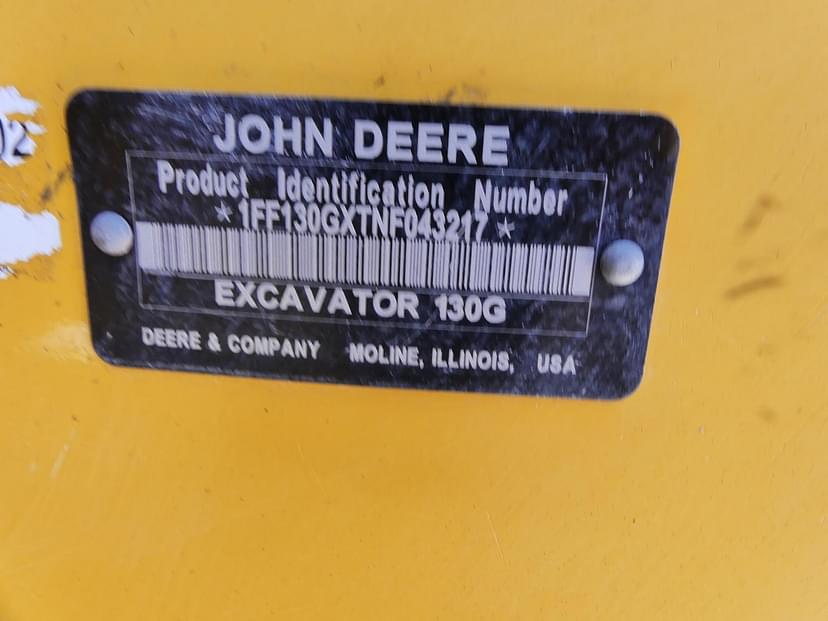 JOHN DEERE
Product Identification Number
*1FF130GXTNF043217*
EXCAVATOR 130G
DEERE & COMPANY MOLINE, ILLINOIS, USA